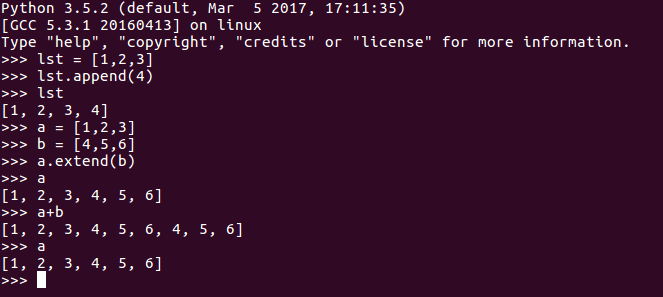 Python 3.5.2 (default, Mar  5 2017, 17:11:35)
[GCC 5.3.1 20160413] on linux
Type "help", "copyright", "credits" or "license" for more information.
>>> lst = [1,2,3]
>>> lst.append(4)
>>> lst
[1, 2, 3, 4]
>>> a = [1,2,3]
>>> b = [4,5,6]
>>> a.extend(b)
>>> a
[1, 2, 3, 4, 5, 6]
>>> a+b
[1, 2, 3, 4, 5, 6, 4, 5, 6]
>>> a
[1, 2, 3, 4, 5, 6]
>>>